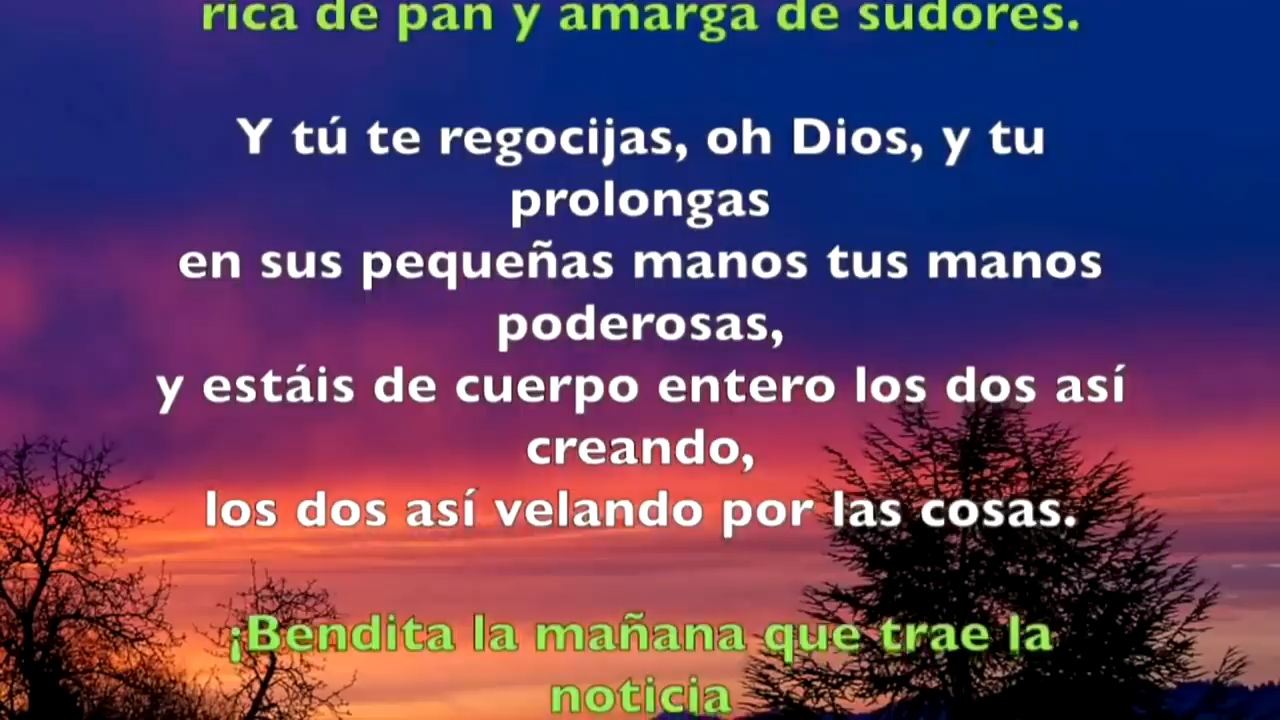 rica de pan y amarga de sudores.
Y tú te regocijas, oh Dios, y tu
prolongas
en sus pequeñas manos tus manos
poderosas,
y estáis de cuerpo entero los dos así
creando,
los dos así velando por las cosas.
¡Bendita la mañana que trae la
noticia